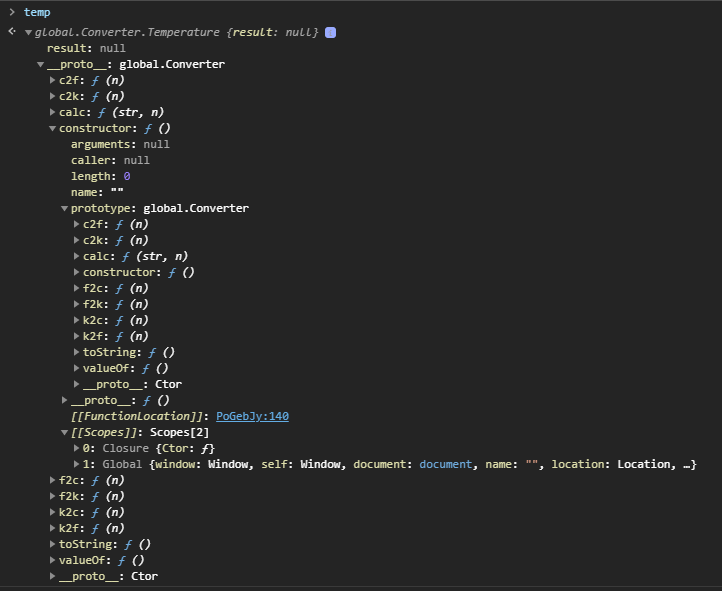 > temp
global.Converter.Temperature {result: null} i
result: null
__proto__: global.Converter
c2f: ƒ (n)
c2k: ƒ (n)
calc: ƒ (str, n)
constructor: ƒ ()
arguments: null
caller: null
length: 0
name: ""
prototype: global.Converter
c2f: ƒ (n)
c2k: ƒ (n)
calc: ƒ (str, n)
constructor: ƒ ()
f2c: ƒ (n)
f2k: ƒ (n)
k2c: ƒ (n)
k2f: ƒ (n)
toString: ƒ ()
valueOf: ƒ ()
__proto__: Ctor
__proto__: ƒ ()
[[FunctionLocation]]: PoGebJy:140
[[Scopes]]: Scopes[2]
0: Closure {Ctor: ƒ}
1: Global {window: Window, self: Window, document: document, name: "", location: Location, …}
f2c: ƒ (n)
f2k: ƒ (n)
k2c: ƒ (n)
k2f: ƒ (n)
toString: ƒ ()
valueOf: ƒ ()
__proto__: Ctor